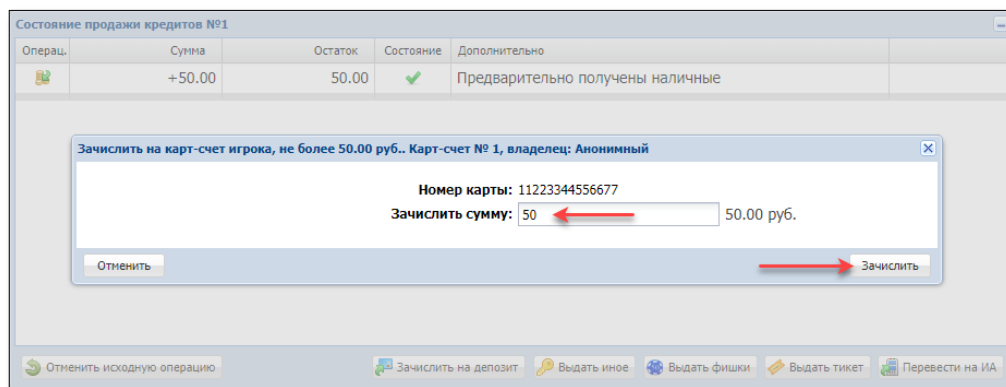 Состояние продажи кредитов №1
Операц. Сумма Остаток Состояние Дополнительно
+50.00 50.00 Предварительно получены наличные
Зачислить на карт-счет игрока, не более 50.00 руб.. Карт-счет № 1, владелец: Анонимный
Номер карты: 11223344556677
Зачислить сумму: 50 50.00 руб.
Отменить Зачислить
Отменить исходную операцию Зачислить на депозит Выдать иное Выдать фишки Выдать тикет Перевести на ИА